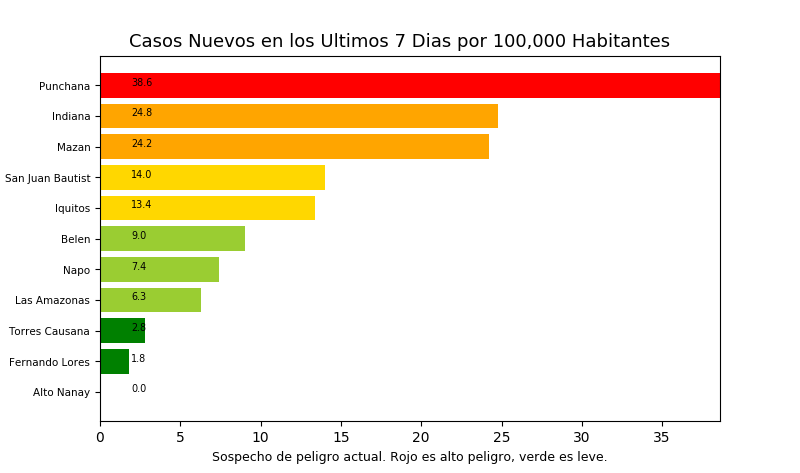 Casos Nuevos en los Ultimos 7 Dias por 100,000 Habitantes
Punchana 38.6
Indiana 24.8
Mazan 24.2
San Juan Bautist 14.0
Iquitos 13.4
Belen 9.0
Napo 7.4
Las Amazonas 6.3
Torres Causana 2.8
Fernando Lores 1.8
Alto Nanay 0.0
0 5 10 15 20 25 30 35
Sospecho de peligro actual. Rojo es alto peligro, verde es leve.